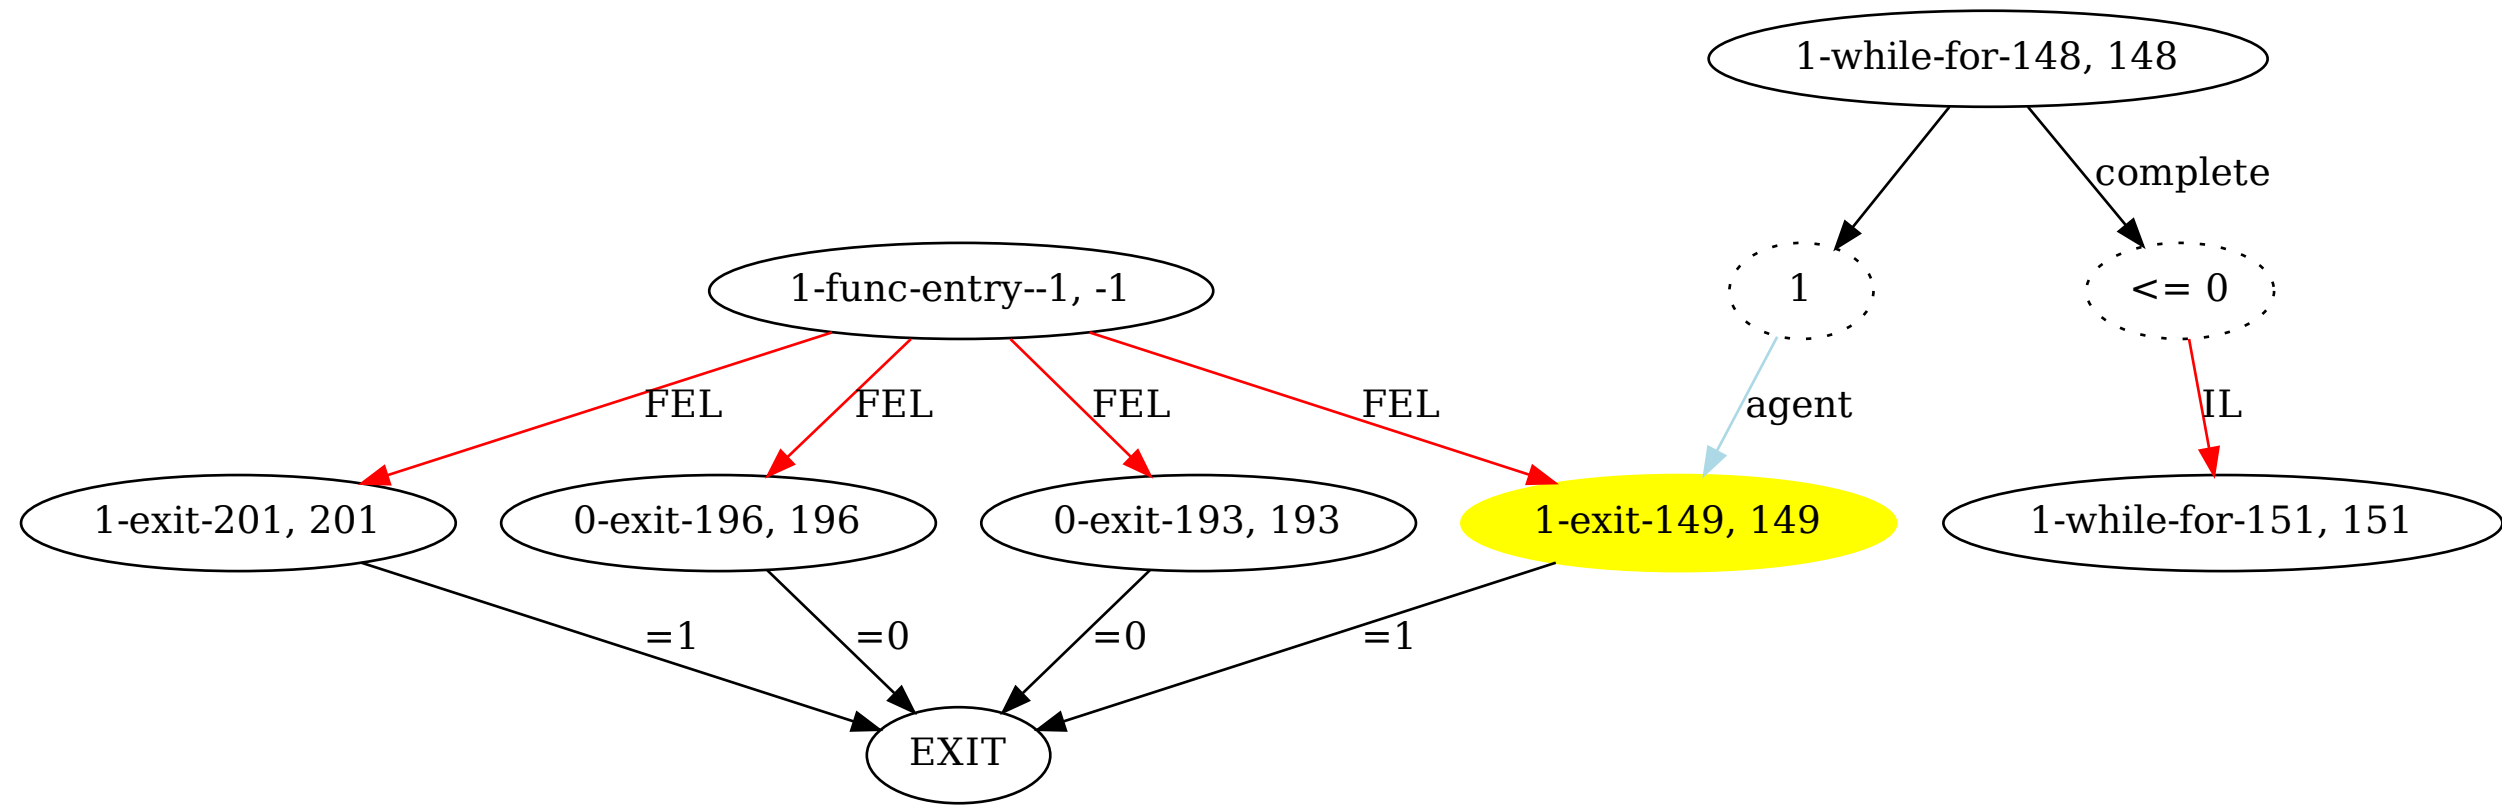 1-while-for-148, 148
complete
1-func-entry--1, -1
1
<= 0
FEL
FEL
FEL
FEL
agent
IL
1-exit-201, 201
0-exit-196, 196
0-exit-193, 193
1-exit-149, 149
1-while-for-151, 151
=1
=0
=0
=1
EXIT